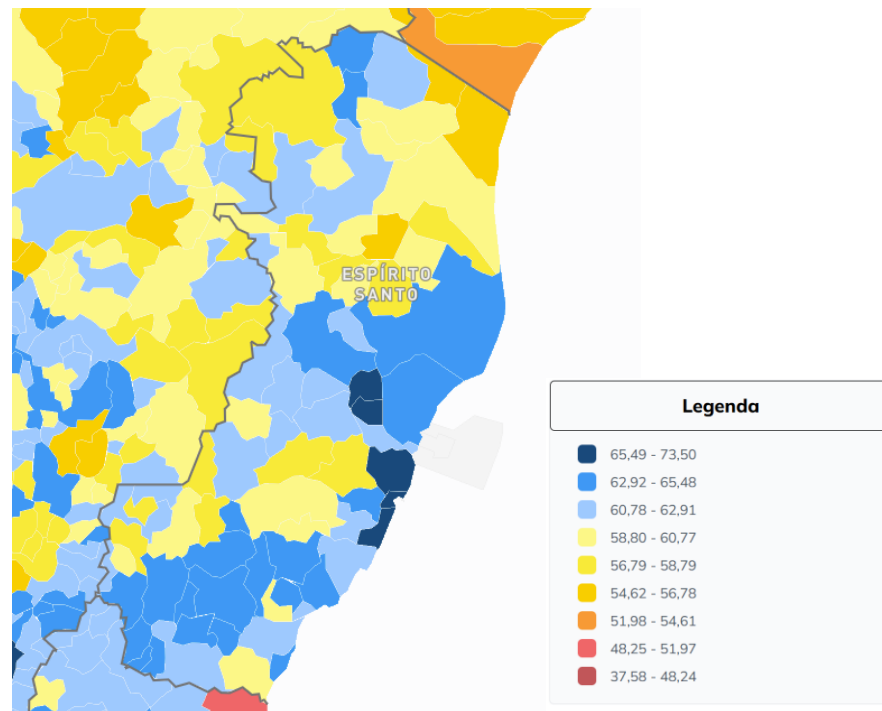 ESPÍRITO
SANTO
Legenda
65,49 - 73,50
62,92 - 65,48
60,78 - 62,91
58,80 - 60,77
56,79 - 58,79
54,62 - 56,78
51,98 - 54,61
48,25 - 51,97
37,58 - 48,24